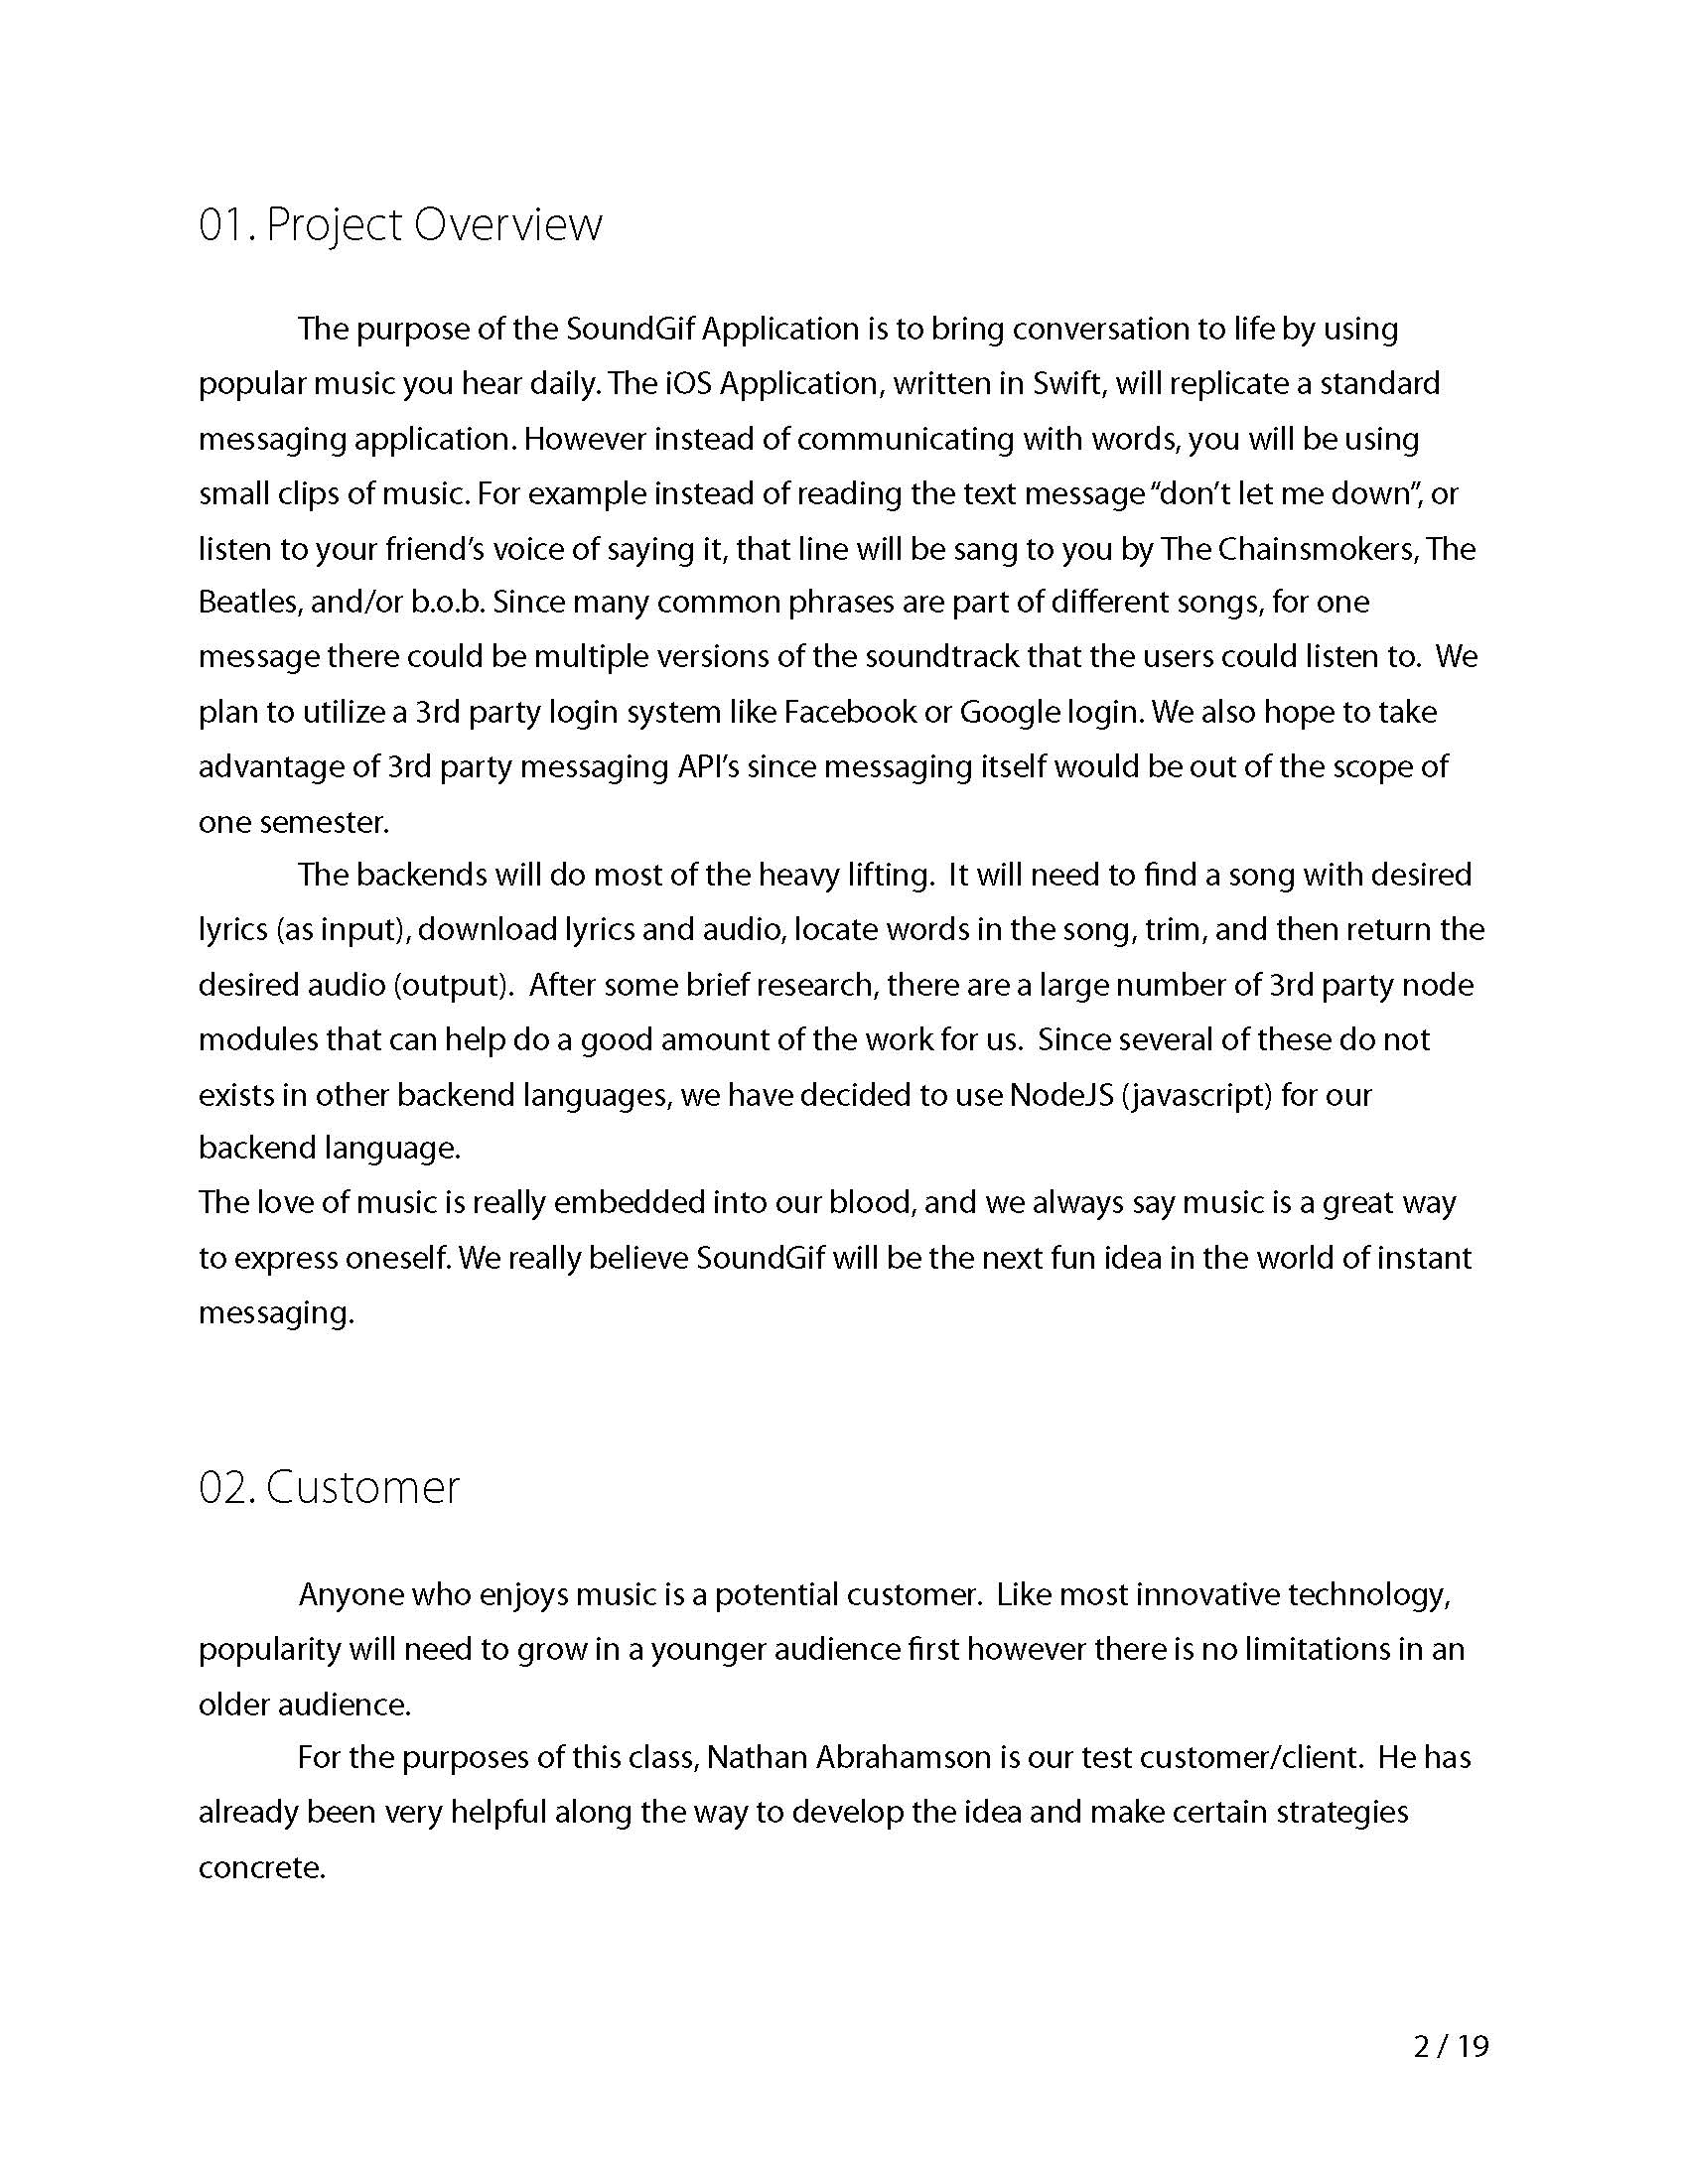 01. Project Overview
The purpose of the SoundGif Application is to bring conversation to life by using
popular music you hear daily. The iOS Application, written in Swift, will replicate a standard
messaging application. However instead of communicating with words, you will be using
small clips of music. For example instead of reading the text message “don’t let me down”, or
listen to your friend’s voice of saying it, that line will be sang to you by The Chainsmokers, The
Beatles, and/or b.o.b. Since many common phrases are part of different songs, for one
message there could be multiple versions of the soundtrack that the users could listen to.  We
plan to utilize a 3rd party login system like Facebook or Google login. We also hope to take
advantage of 3rd party messaging API’s since messaging itself would be out of the scope of
one semester.
The backends will do most of the heavy lifting.  It will need to find a song with desired
lyrics (as input), download lyrics and audio, locate words in the song, trim, and then return the
desired audio (output).  After some brief research, there are a large number of 3rd party node
modules that can help do a good amount of the work for us.  Since several of these do not
exists in other backend languages, we have decided to use NodeJS (javascript) for our
backend language.
The love of music is really embedded into our blood, and we always say music is a great way
to express oneself. We really believe SoundGif will be the next fun idea in the world of instant
messaging.
02. Customer
Anyone who enjoys music is a potential customer.  Like most innovative technology,
popularity will need to grow in a younger audience first however there is no limitations in an
older audience.
For the purposes of this class, Nathan Abrahamson is our test customer/client.  He has
already been very helpful along the way to develop the idea and make certain strategies
concrete.
2 / 19